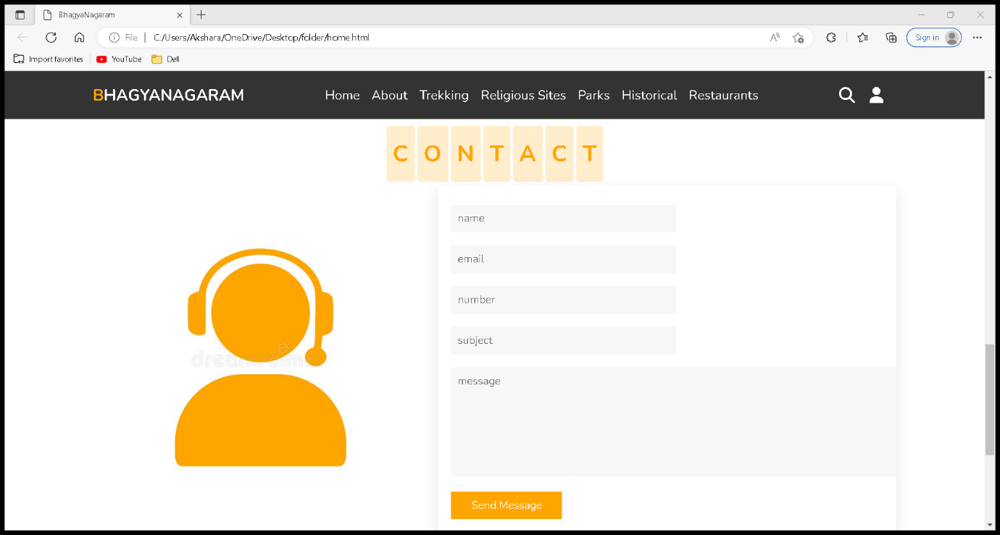 BhagyaNagaram
File | C:/Users/Akshara/OneDrive/Desktop/folder/home.html
Sign in
Import favorites YouTube Dell
BHAGYANAGARAM Home About Trekking Religious Sites Parks Historical Restaurants
CONTACT
name
email
number
subject
dreamstime
message
Send Message